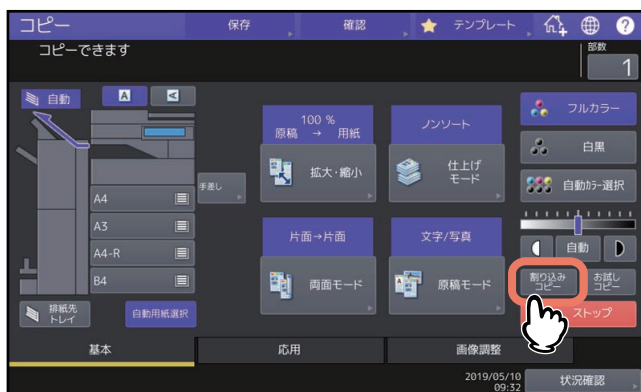 コピー
保存
確認
テンプレート
?
コピーできます
部数
1
自動
A
A
手差し
A4
A3
A4-R
B4
排紙先
トレイ
自動用紙選択
100 %
原稿 → 用紙
拡大・縮小
ノンソート
仕上げ
モード
片面→片面
両面モード
文字/写真
原稿モード
フルカラー
白黒
自動カラー選択
自動
割り込み
コピー
お試し
コピー
ストップ
基本
応用
画像調整
2019/05/10
09:32
状況確認